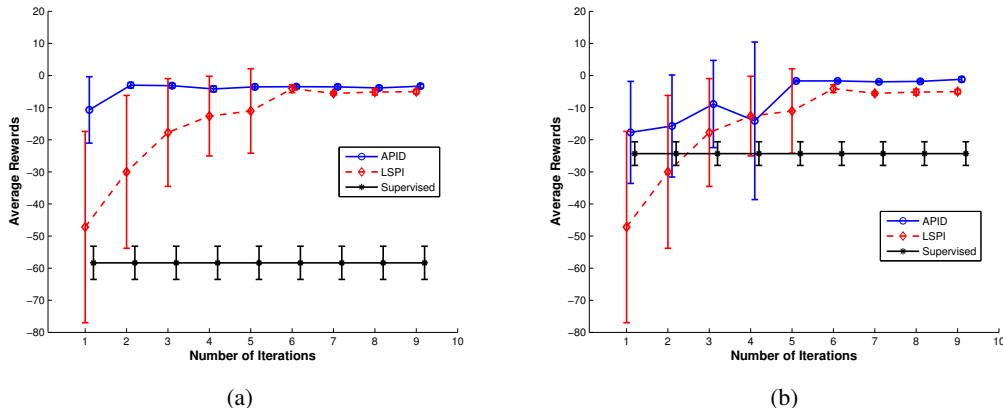 20
10
0
−10
−20
−30
−40
−50
−60
−70
−80
Average Rewards
APID
LSPI
Supervised
1 2 3 4 5 6 7 8 9 10
Number of Iterations
(a)
20
10
0
−10
−20
−30
−40
−50
−60
−70
−80
Average Rewards
APID
LSPI
Supervised
1 2 3 4 5 6 7 8 9 10
Number of Iterations
(b)